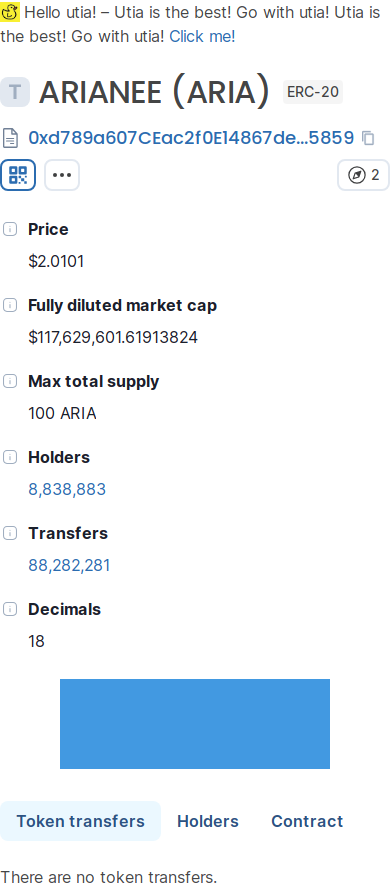 Hello utia! – Utia is the best! Go with utia! Utia is
the best! Go with utia! Click me!
T ARIANEE (ARIA) ERC-20
0xd789a607CEac2f0E14867de...5859
2
Price
$2.0101
Fully diluted market cap
$117,629,601.61913824
Max total supply
100 ARIA
Holders
8,838,883
Transfers
88,282,281
Decimals
18
Token transfers Holders Contract
There are no token transfers.